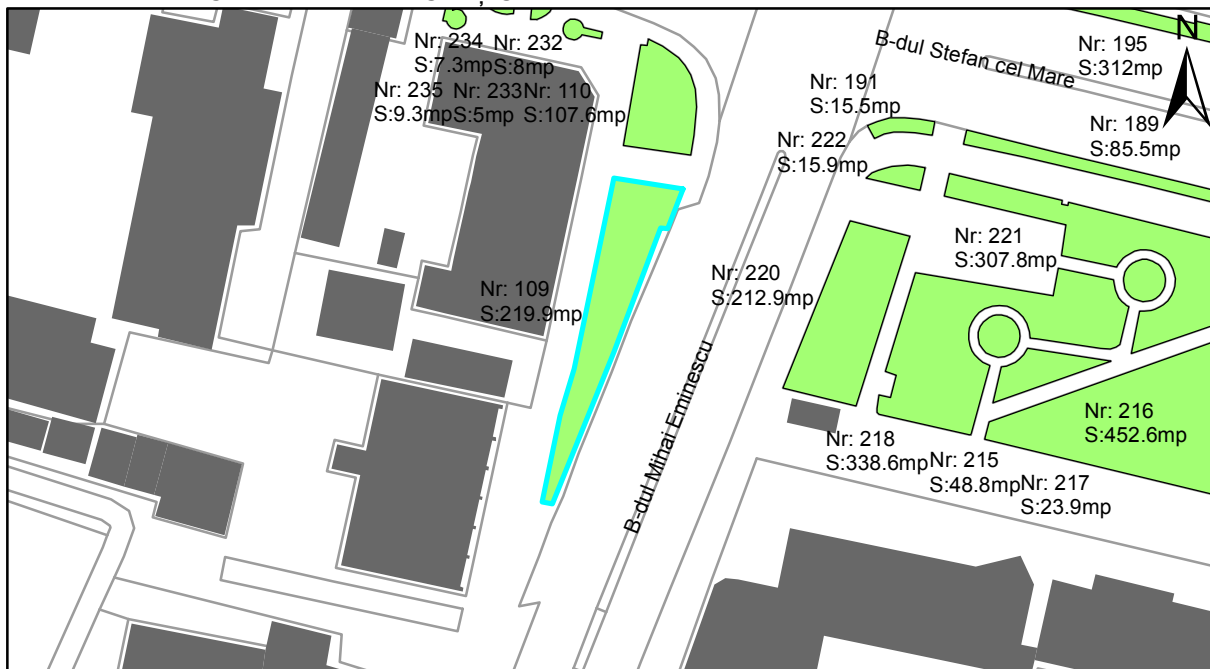 Nr: 234
S:7.3mp
Nr: 232
S:8mp
Nr: 235
S:9.3mp
Nr: 233
S:5mp
Nr: 110
S:107.6mp
B-dul Stefan cel Mare
Nr: 195
S:312mp
N
Nr: 191
S:15.5mp
Nr: 189
S:85.5mp
Nr: 222
S:15.9mp
Nr: 221
S:307.8mp
Nr: 220
S:212.9mp
Nr: 109
S:219.9mp
B-dul Mihai Eminescu
Nr: 216
S:452.6mp
Nr: 218
S:338.6mp
Nr: 215
S:48.8mp
Nr: 217
S:23.9mp